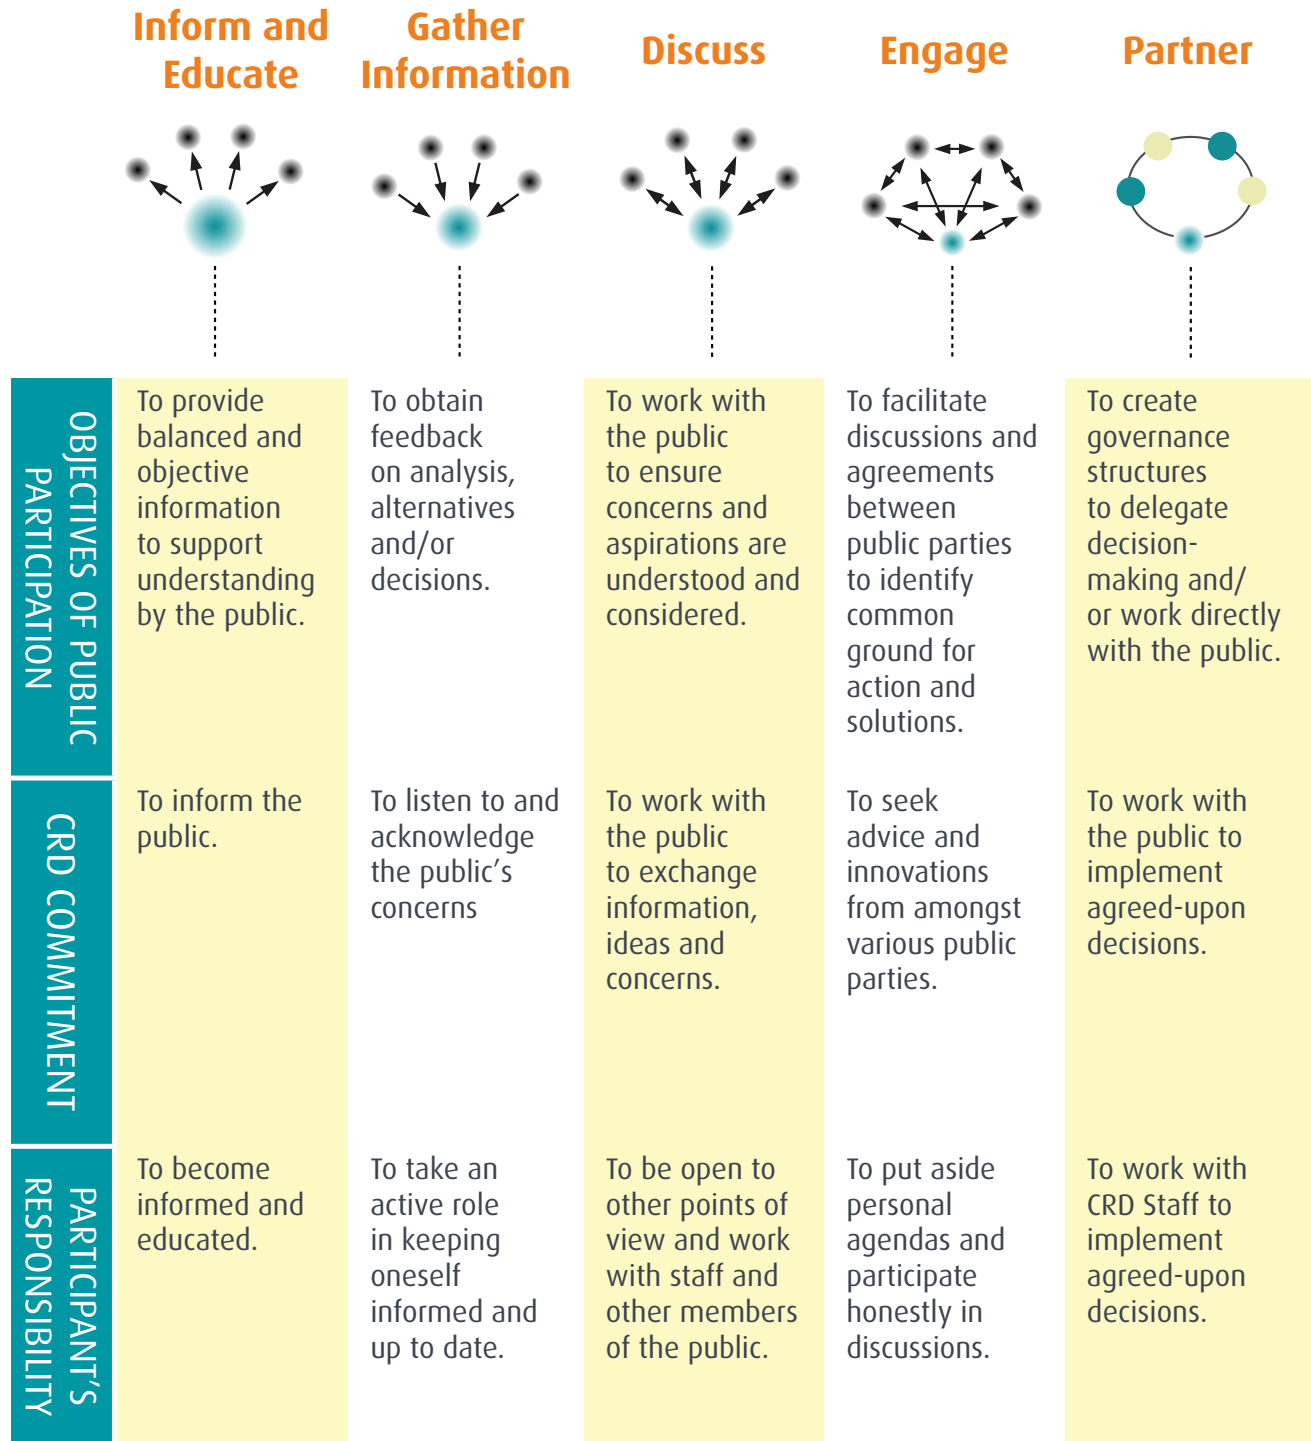 Inform and
Educate
Gather
Information
Discuss
Engage
Partner
OBJECTIVES OF PUBLIC
PARTICIPATION
To provide
balanced and
objective
information
to support
understanding
by the public.
To obtain
feedback
on analysis,
alternatives
and/or
decisions.
To work with
the public
to ensure
concerns and
aspirations are
understood and
considered.
To facilitate
discussions and
agreements
between
public parties
to identify
common
ground for
action and
solutions.
To create
governance
structures
to delegate
decision-
making and/
or work directly
with the public.
CRD COMMITMENT
To inform the
public.
To listen to and
acknowledge
the public’s
concerns
To work with
the public
to exchange
information,
ideas and
concerns.
To seek
advice and
innovations
from amongst
various public
parties.
To work with
the public to
implement
agreed-upon
decisions.
PARTICIPANT’S
RESPONSIBILITY
To become
informed and
educated.
To take an
active role
in keeping
oneself
informed and
up to date.
To be open to
other points of
view and work
with staff and
other members
of the public.
To put aside
personal
agendas and
participate
honestly in
discussions.
To work with
CRD Staff to
implement
agreed-upon
decisions.